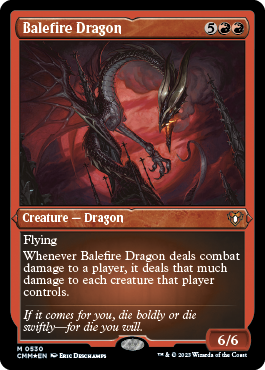 Balefire Dragon 5
Creature — Dragon
Flying
Whenever Balefire Dragon deals combat
damage to a player, it deals that much
damage to each creature that player
controls.
If it comes for you, die boldly or die
swiftly—for die you will.
6/6
M 0530
CMM★EN Eric Deschamps
™ & © 2023 Wizards of the Coast